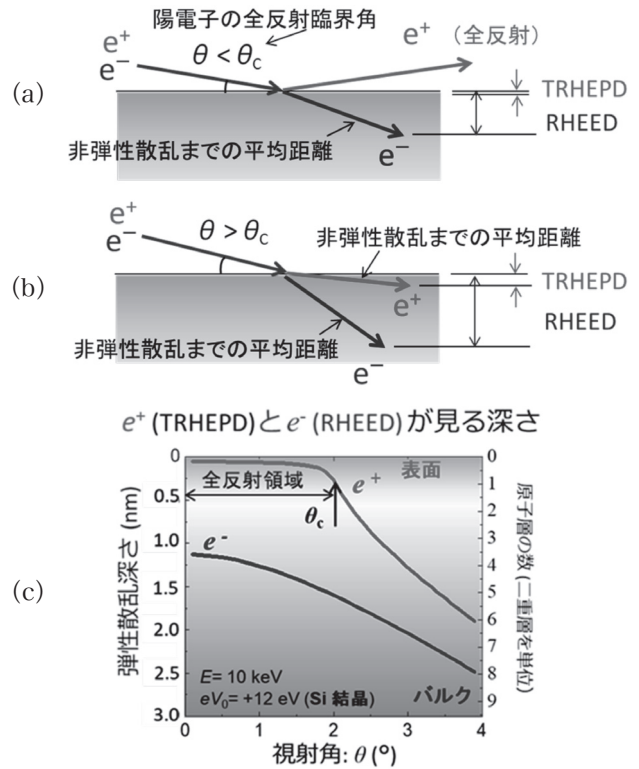 陽電子の全反射臨界角
e⁺
e⁻
θ < θc
e⁺ (全反射)
TRHEPD
RHEED
(a)
非弾性散乱までの平均距離
e⁻
e⁺
e⁻
θ > θc
非弾性散乱までの平均距離
TRHEPD
(b)
e⁺
RHEED
非弾性散乱までの平均距離
e⁻
e⁺ (TRHEPD)と e⁻ (RHEED) が見る深さ
(c)
弾性散乱深さ (nm)
0
0.5
1.0
1.5
2.0
2.5
3.0
表面
全反射領域
e⁺
θc
e⁻
E= 10 keV
eV₀= +12 eV (Si 結晶)
バルク
0
1
2
3
4
5
6
7
8
9
原子層の数 (二重層を単位)
0 1 2 3 4
視射角: θ (°)